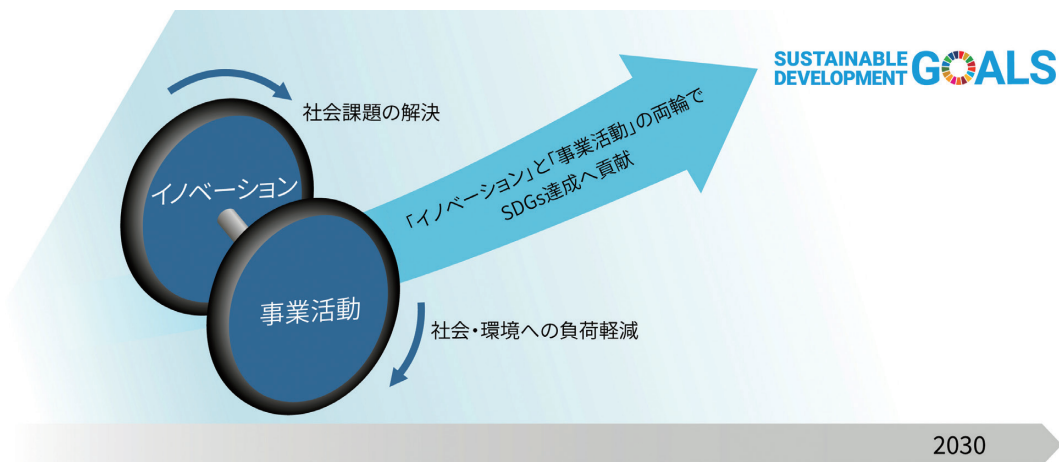 SUSTAINABLE
DEVELOPMENT
GOALS
社会課題の解決
イノベーション
「イノベーション」と「事業活動」の両輪で
SDGs達成へ貢献
事業活動
社会・環境への負荷軽減
2030